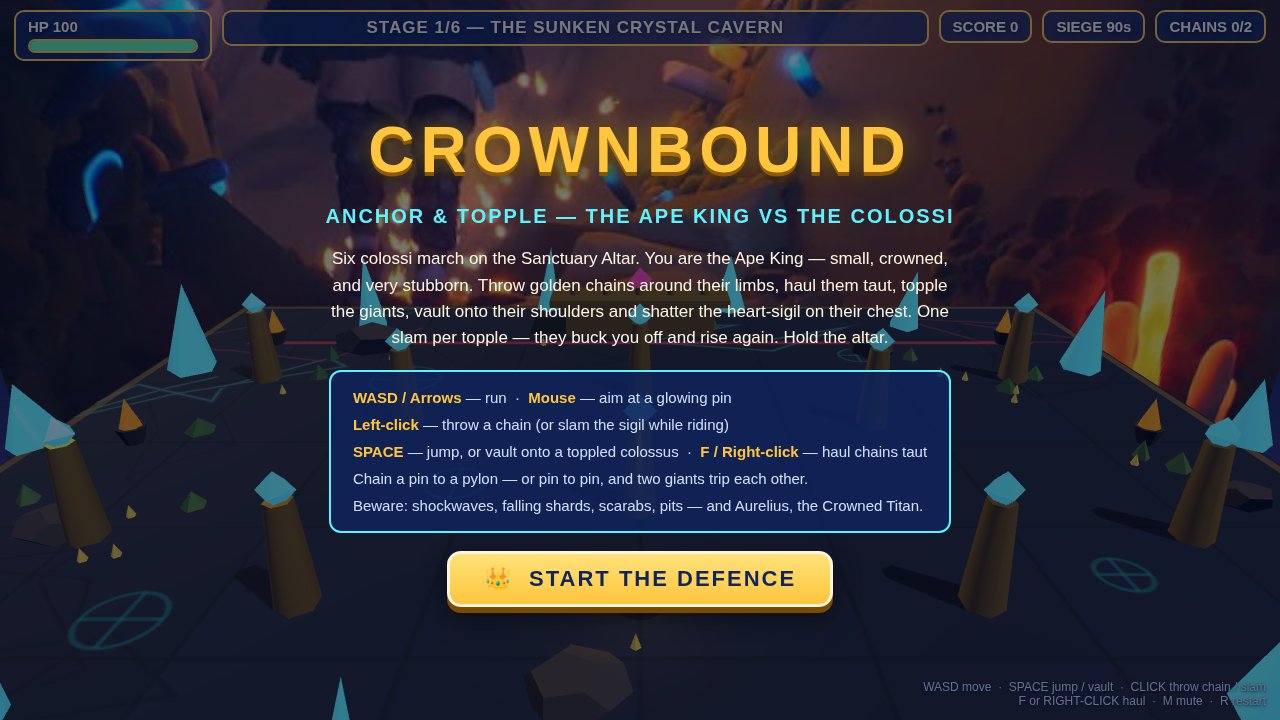 HP 100
STAGE 1/6 — THE SUNKEN CRYSTAL CAVERN
SCORE 0
SIEGE 90s
CHAINS 0/2
CROWNBOUND
ANCHOR & TOPPLE — THE APE KING VS THE COLOSSI
Six colossi march on the Sanctuary Altar. You are the Ape King — small, crowned,
and very stubborn. Throw golden chains around their limbs, haul them taut, topple
the giants, vault onto their shoulders and shatter the heart-sigil on their chest. One
slam per topple — they buck you off and rise again. Hold the altar.
WASD / Arrows — run · Mouse — aim at a glowing pin
Left-click — throw a chain (or slam the sigil while riding)
SPACE — jump, or vault onto a toppled colossus · F / Right-click — haul chains taut
Chain a pin to a pylon — or pin to pin, and two giants trip each other.
Beware: shockwaves, falling shards, scarabs, pits — and Aurelius, the Crowned Titan.
👑 START THE DEFENCE
WASD move · SPACE jump / vault · CLICK throw chain / slam
F or RIGHT-CLICK haul · M mute · R restart